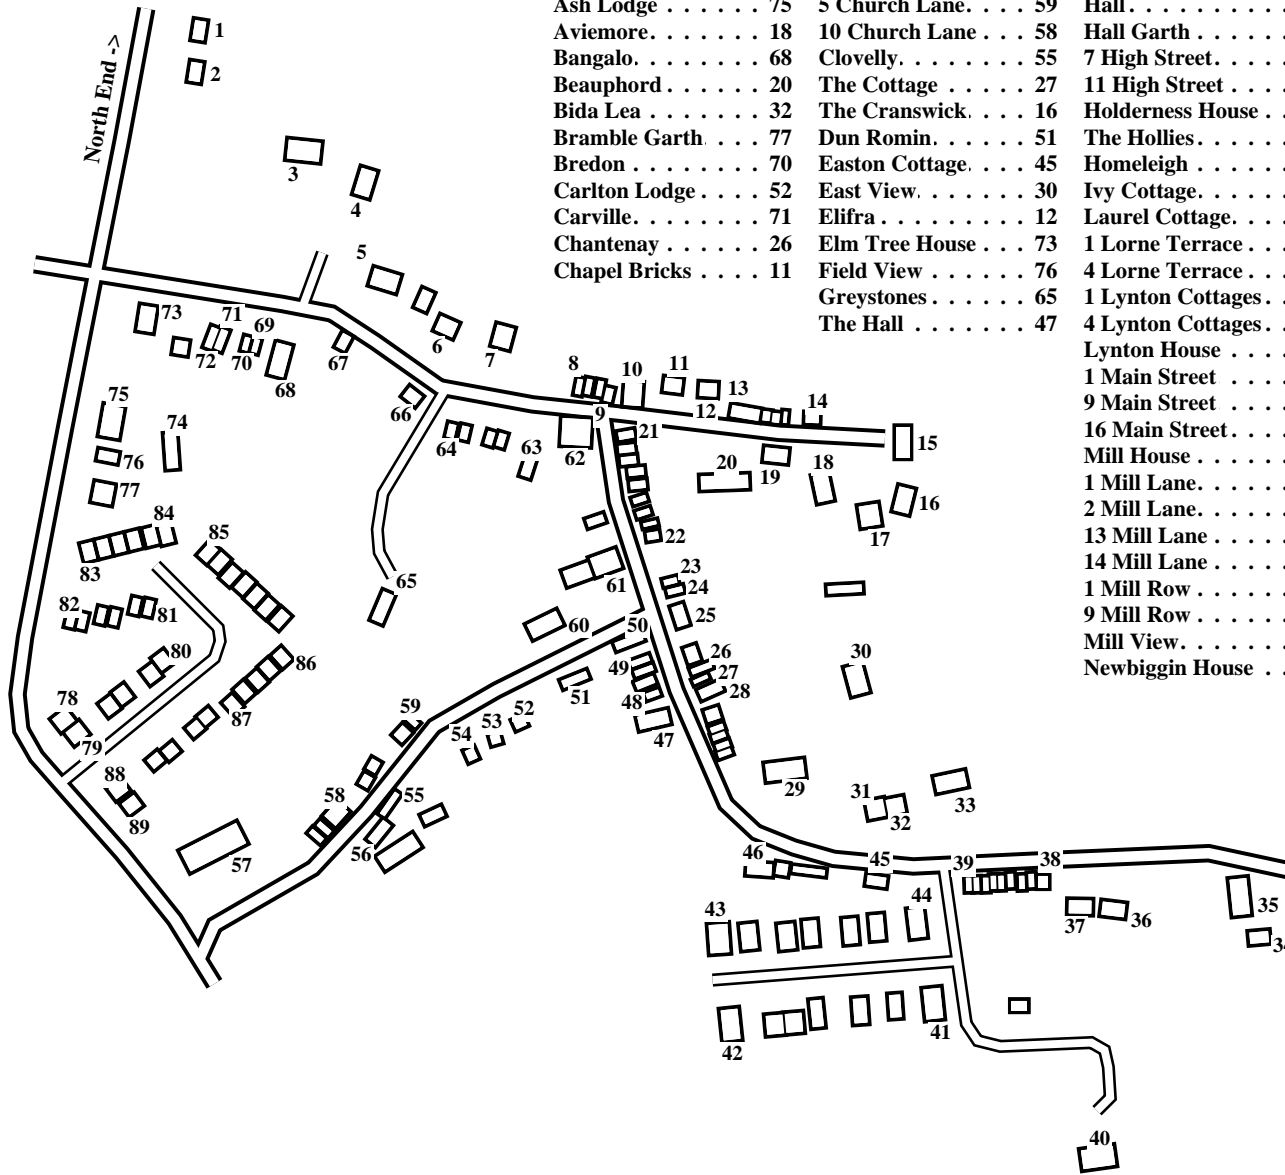 Ash Lodge . . . . . . 75
Aviemore. . . . . . . 18
Bangalo. . . . . . . . 68
Beauphord . . . . . . 20
Bida Lea . . . . . . . 32
Bramble Garth. . . . 77
Bredon . . . . . . . . 70
Carlton Lodge . . . . 52
Carville. . . . . . . . 71
Chantenay . . . . . . 26
Chapel Bricks . . . . 11
5 Church Lane. . . . 59
10 Church Lane . . . 58
Clovelly. . . . . . . . 55
The Cottage . . . . . 27
The Cranswick. . . . 16
Dun Romin. . . . . . 51
Easton Cottage. . . . 45
East View. . . . . . . 30
Elifra . . . . . . . . . 12
Elm Tree House . . . 73
Field View . . . . . . 76
Greystones . . . . . . 65
The Hall . . . . . . . 47
Hall . . . . . . . . . .
Hall Garth . . . . . .
7 High Street. . . . .
11 High Street . . . .
Holderness House . .
The Hollies. . . . . .
Homeleigh . . . . . .
Ivy Cottage. . . . . .
Laurel Cottage. . . .
1 Lorne Terrace . . .
4 Lorne Terrace . . .
1 Lynton Cottages . .
4 Lynton Cottages . .
Lynton House . . . .
1 Main Street. . . . .
9 Main Street. . . . .
16 Main Street. . . .
Mill House . . . . . .
1 Mill Lane. . . . . .
2 Mill Lane. . . . . .
13 Mill Lane . . . . .
14 Mill Lane . . . . .
1 Mill Row . . . . . .
9 Mill Row . . . . . .
Mill View. . . . . . .
Newbiggin House . .
North End ->
1
2
3
4
5
6
7
8
9
10
11
12
13
14
15
16
17
18
19
20
21
22
23
24
25
26
27
28
29
30
31
32
33
35
36
37
38
39
40
41
42
43
44
45
46
47
48
49
50
51
52
53
54
55
56
57
58
59
60
61
62
63
64
65
66
67
68
69
70
71
72
73
74
75
76
77
78
79
80
81
82
83
84
85
86
87
88
89